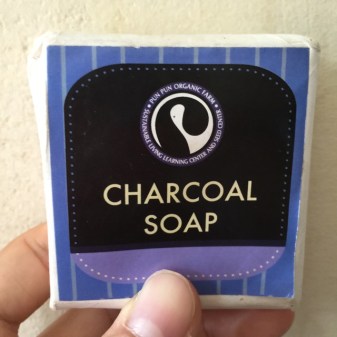 PUN PUN ORGANIC FARM
SUSTAINABLE LIVING LEARNING CENTER AND SEED CENTER
CHARCOAL
SOAP